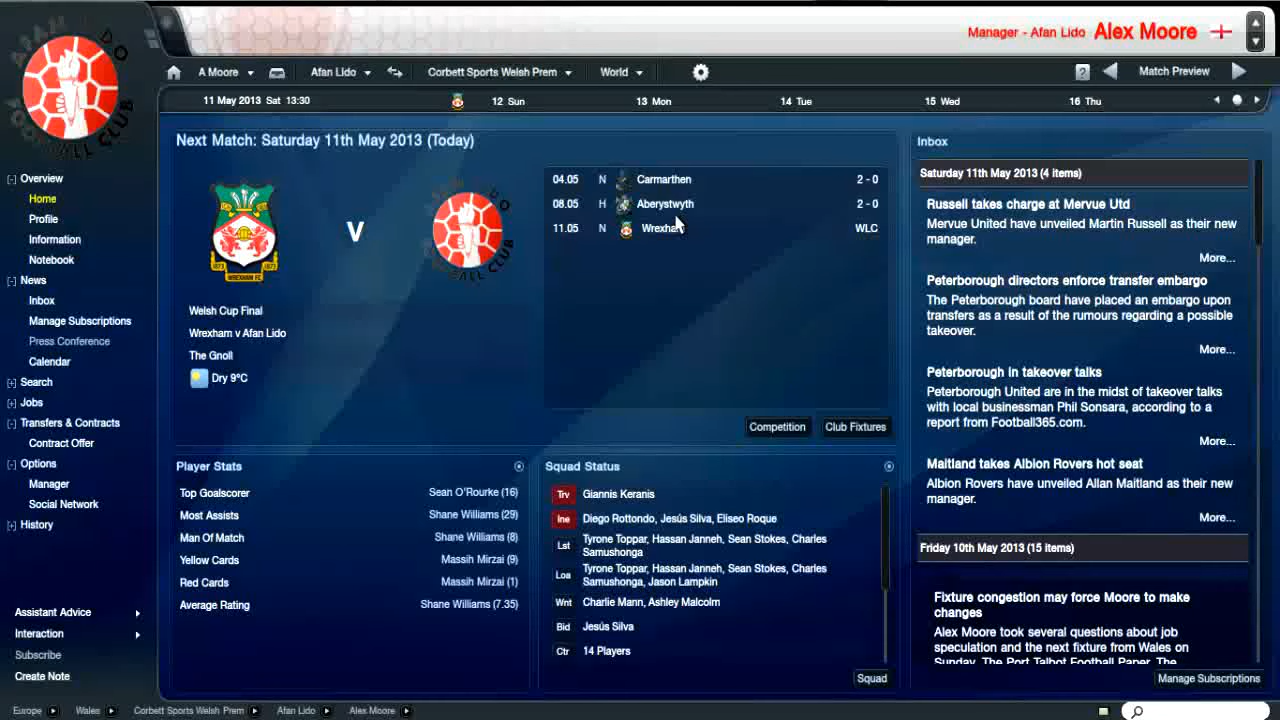 Manager - Afan Lido Alex Moore
A Moore Afan Lido Corbett Sports Welsh Prem World ? Match Preview
11 May 2013 Sat 13:30 12 Sun 13 Mon 14 Tue 15 Wed 16 Thu
Overview
Home
Profile
Information
Notebook
News
Inbox
Manage Subscriptions
Press Conference
Calendar
Search
Jobs
Transfers & Contracts
Contract Offer
Options
Manager
Social Network
History
Assistant Advice
Interaction
Subscribe
Create Note
Next Match: Saturday 11th May 2013 (Today)
V
WREXHAM FC
Welsh Cup Final
Wrexham v Afan Lido
The Gnoll
Dry 9°C
04.05 N Carmarthen 2 - 0
08.05 H Aberystwyth 2 - 0
11.05 N Wrexha WLC
Competition Club Fixtures
Player Stats
Top Goalscorer Sean O'Rourke (16)
Most Assists Shane Williams (29)
Man Of Match Shane Williams (8)
Yellow Cards Massih Mirzai (9)
Red Cards Massih Mirzai (1)
Average Rating Shane Williams (7.35)
Squad Status
Trv Giannis Keranis
Ine Diego Rottondo, Jesús Silva, Eliseo Roque
Lst Tyrone Toppar, Hassan Janneh, Sean Stokes, Charles
Samushonga
Loa Tyrone Toppar, Hassan Janneh, Sean Stokes, Charles
Samushonga, Jason Lampkin
Wnt Charlie Mann, Ashley Malcolm
Bid Jesús Silva
Ctr 14 Players
Squad
Inbox
Saturday 11th May 2013 (4 items)
Russell takes charge at Mervue Utd
Mervue United have unveiled Martin Russell as their new
manager.
More...
Peterborough directors enforce transfer embargo
The Peterborough board have placed an embargo upon
transfers as a result of the rumours regarding a possible
takeover.
More...
Peterborough in takeover talks
Peterborough United are in the midst of takeover talks
with local businessman Phil Sonsara, according to a
report from Football365.com.
More...
Maitland takes Albion Rovers hot seat
Albion Rovers have unveiled Allan Maitland as their new
manager.
More...
Friday 10th May 2013 (15 items)
Fixture congestion may force Moore to make
changes
Alex Moore took several questions about job
speculation and the next fixture from Wales on
Sunday, The Port Talbot Football Paper, The
Manage Subscriptions
Europe Wales Corbett Sports Welsh Prem Afan Lido Alex Moore